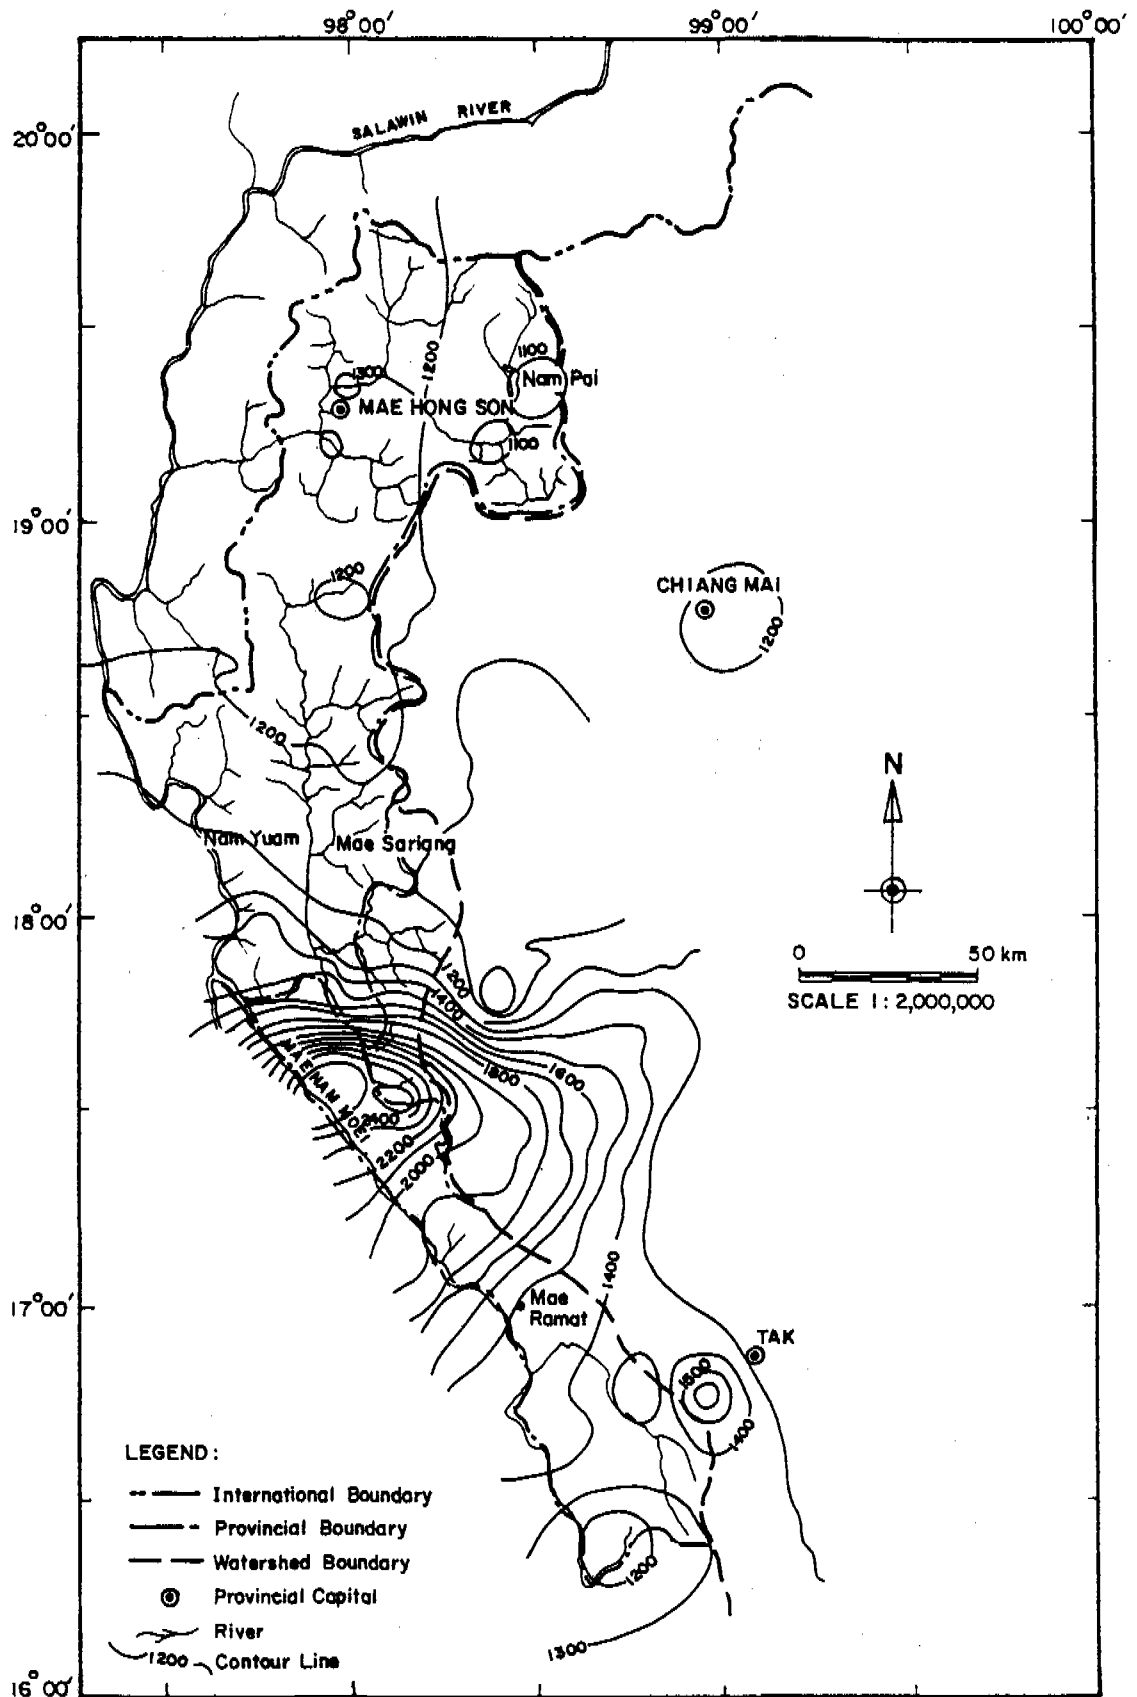 98°00' 99°00' 100°00'
20°00'
SALAWIN RIVER
1200
1100
1300
Nam Pai
MAE HONG SON
1100
19°00'
1200
CHIANG MAI
1200
1200
N
Nam Yuam Mae Sariang
18°00'
1200
0 50 km
1400
SCALE 1:2,000,000
1800
1600
2400
2200
2000
1400
17°00'
Mae
Ramat
TAK
1400
LEGEND:
International Boundary
Provincial Boundary
Watershed Boundary
1200
Provincial Capital
River
1300
1200 Contour Line
16°00'